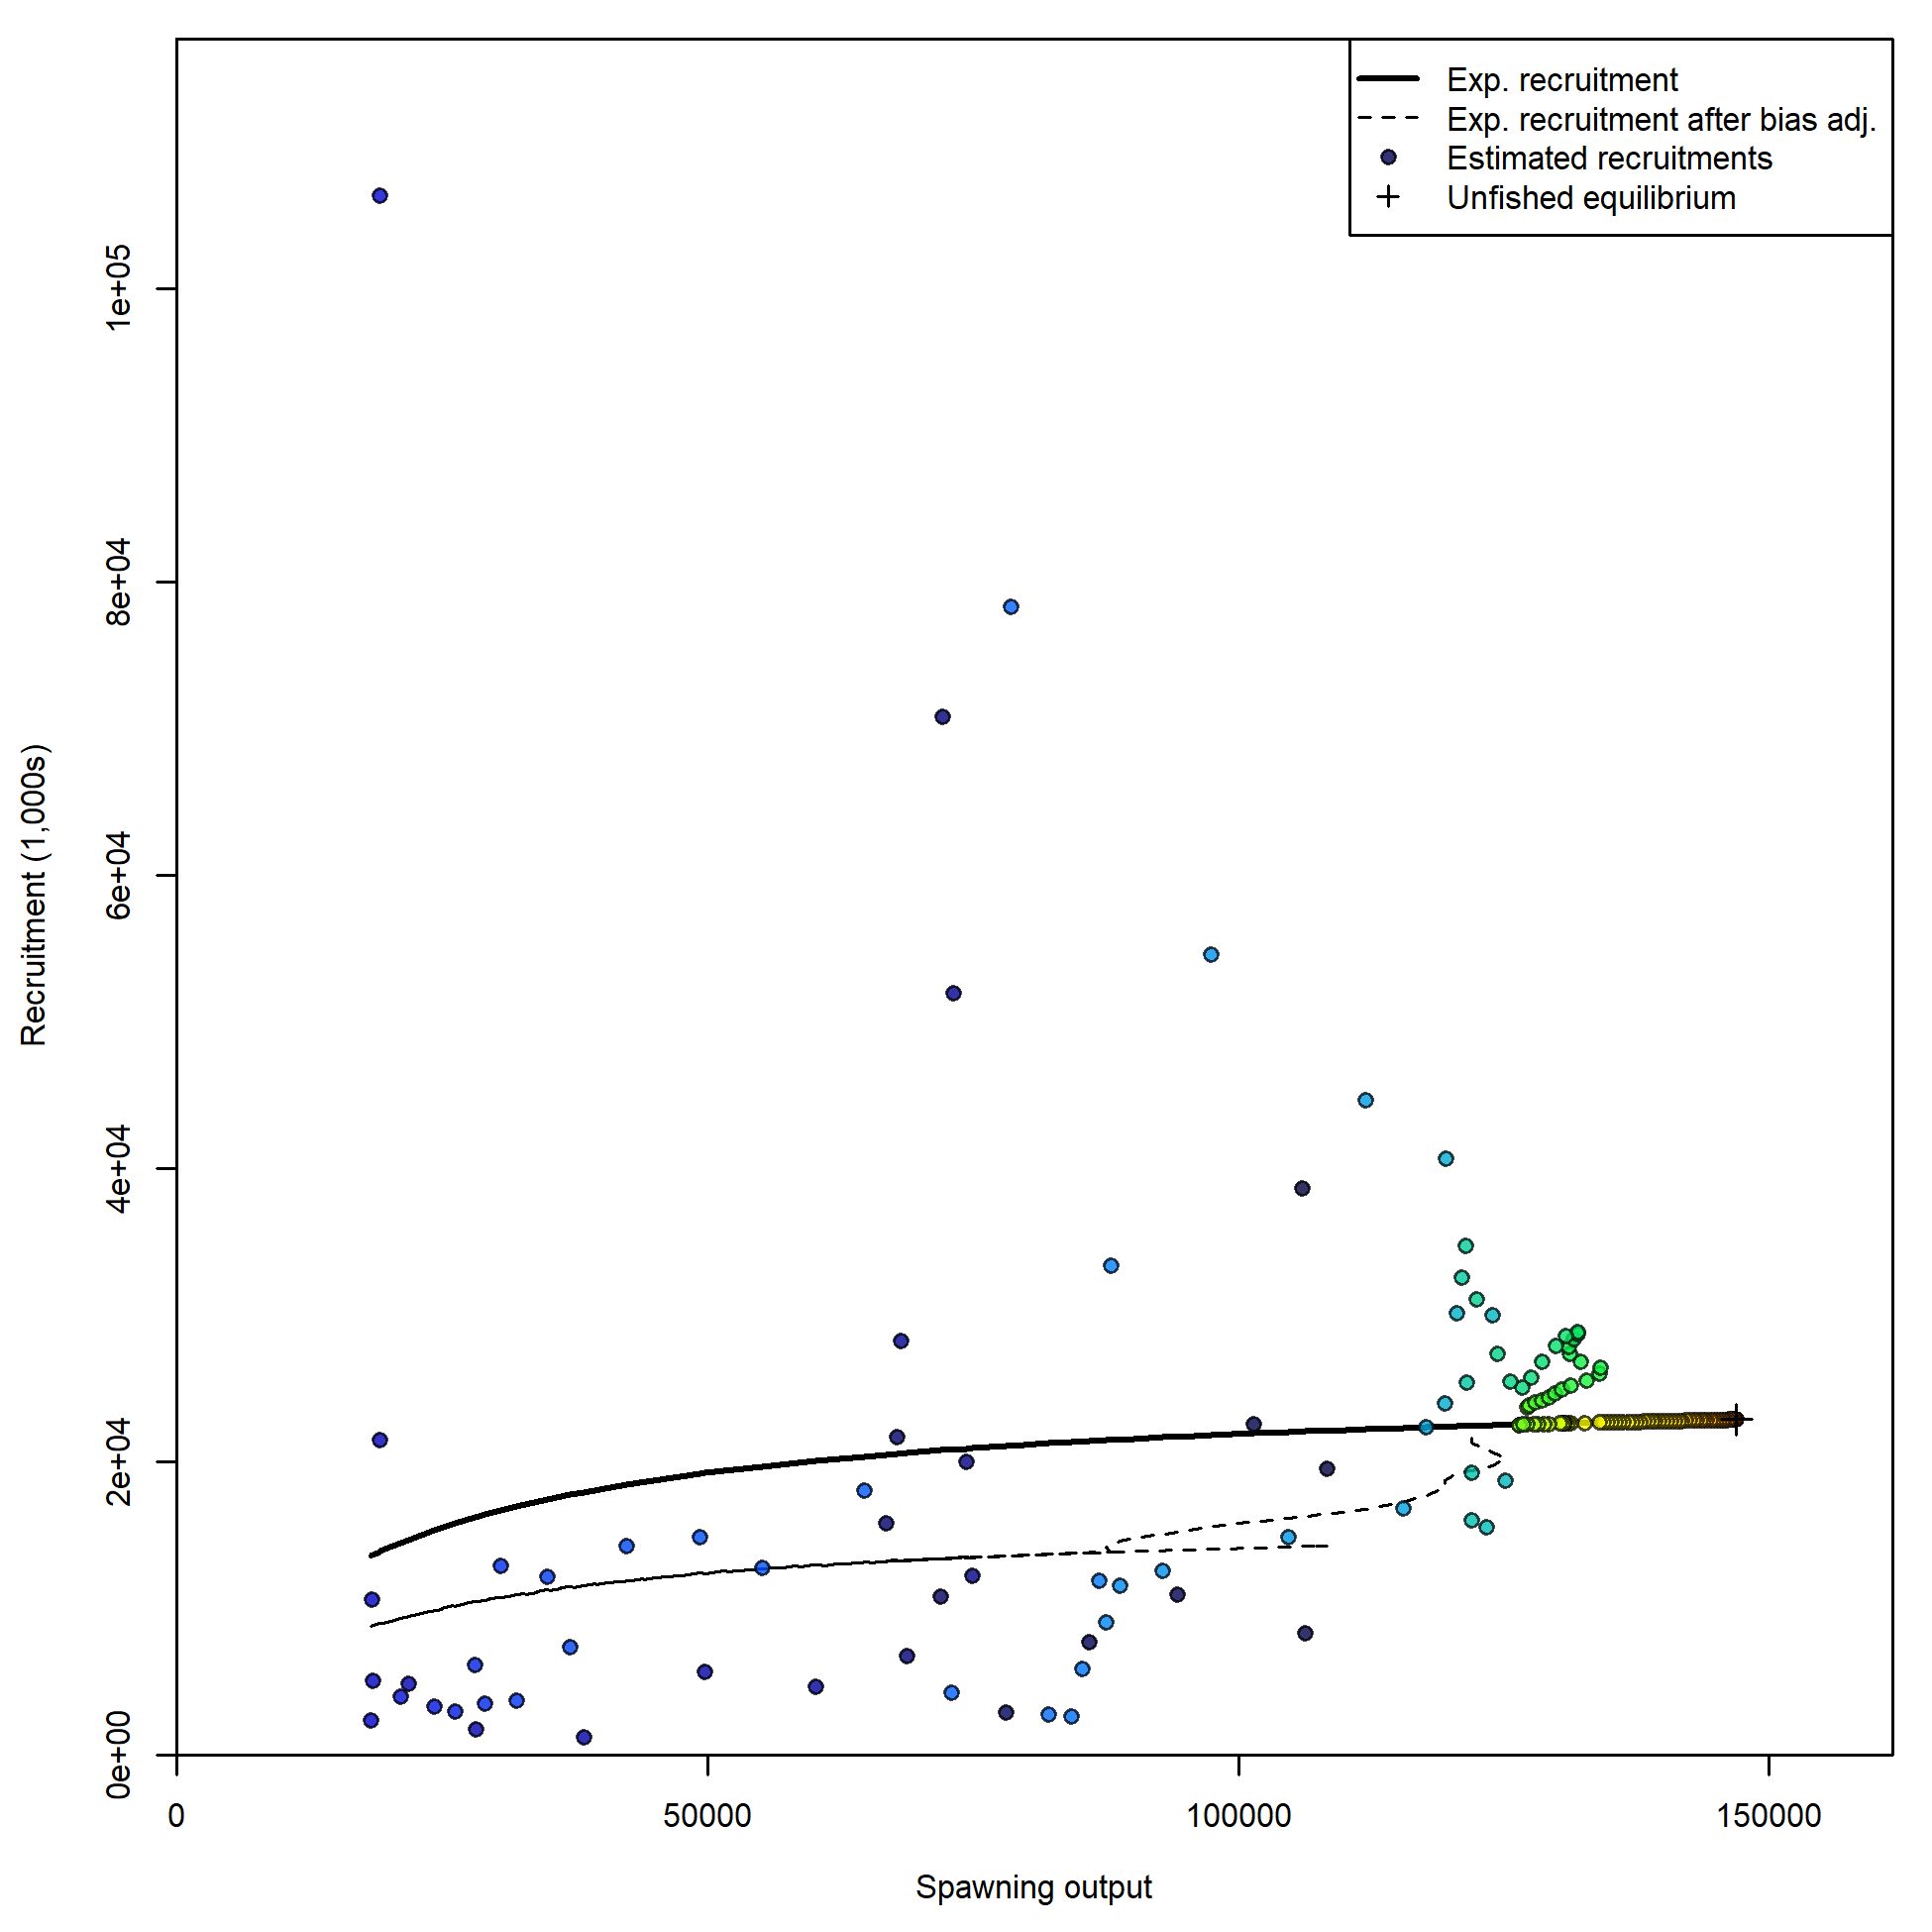 Exp. recruitment
Exp. recruitment after bias adj.
Estimated recruitments
Unfished equilibrium
1e+05
8e+04
6e+04
4e+04
2e+04
0e+00
Recruitment (1,000s)
0 50000 100000 150000
Spawning output